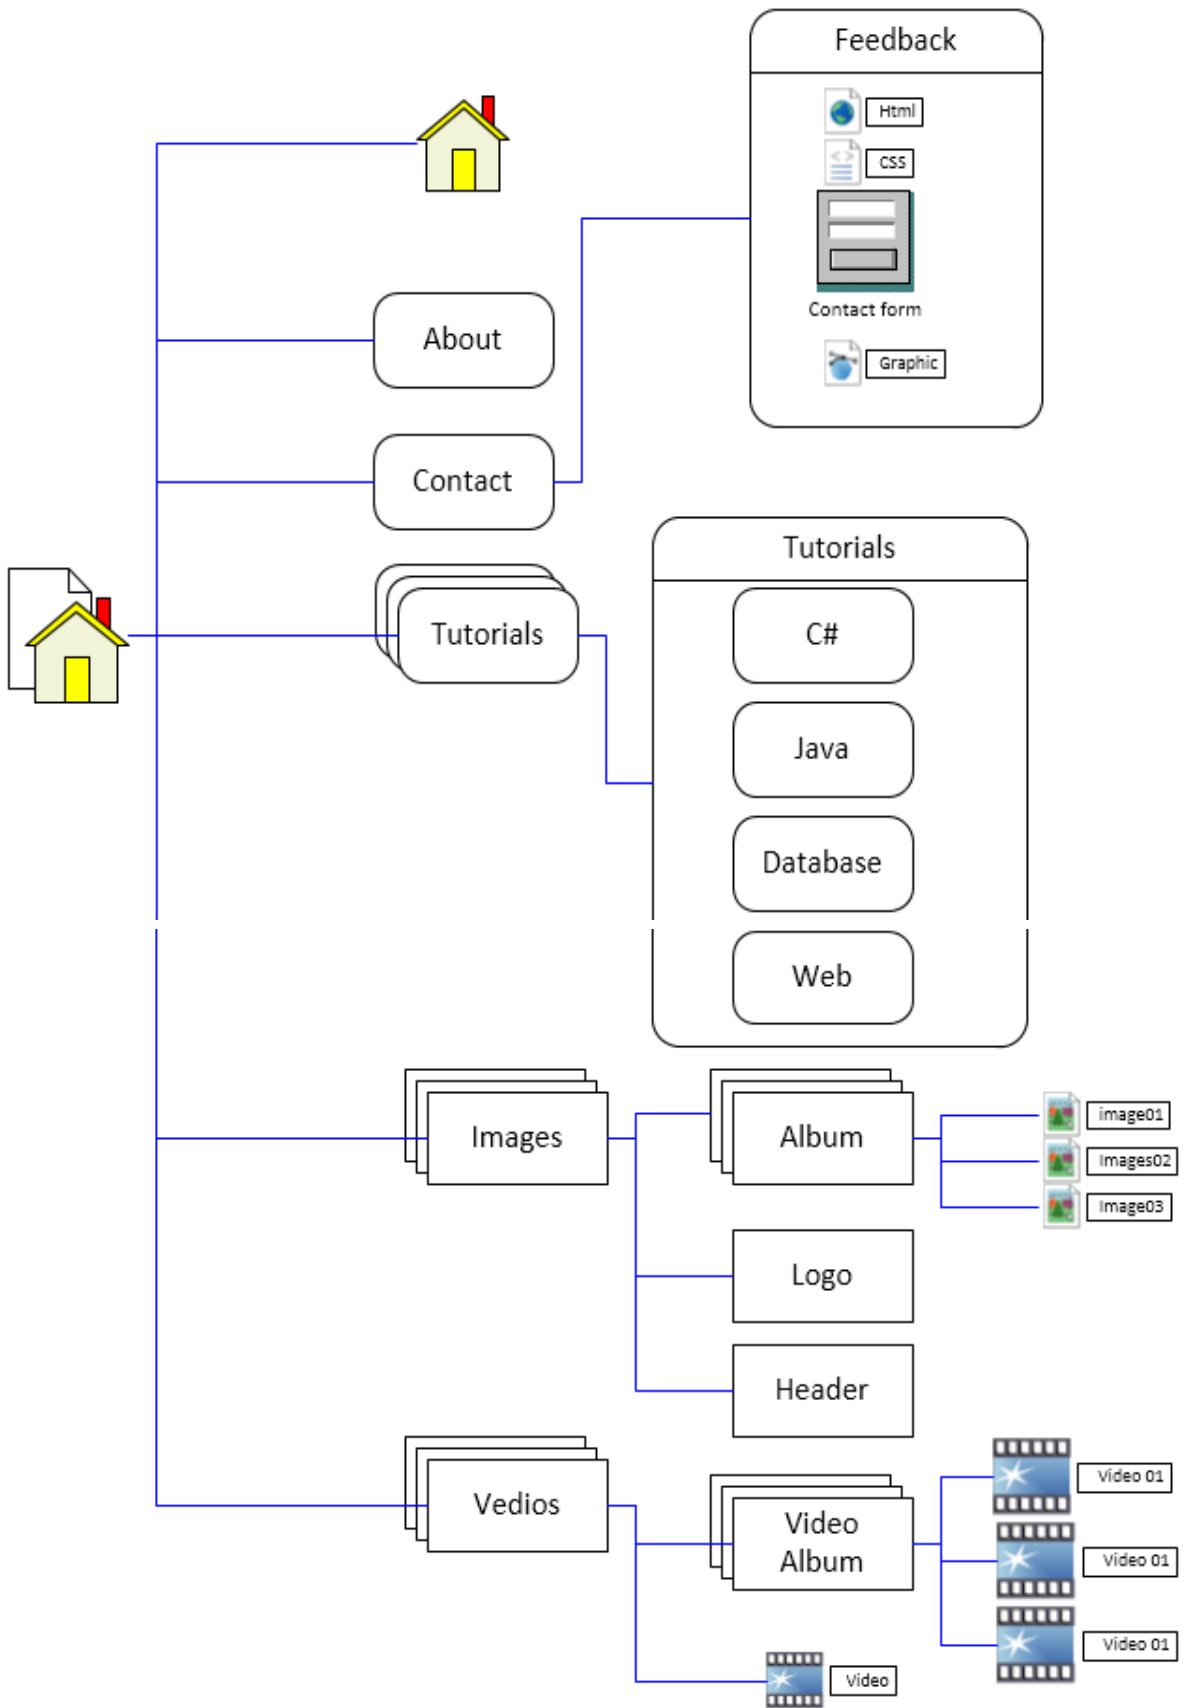 Feedback
Html
CSS
Contact form
Graphic
About
Contact
Tutorials
Tutorials
C#
Java
Database
Web
Images
Album
image01
Images02
Image03
Logo
Header
Vedios
Video
Album
Video 01
Video 01
Video 01
Video